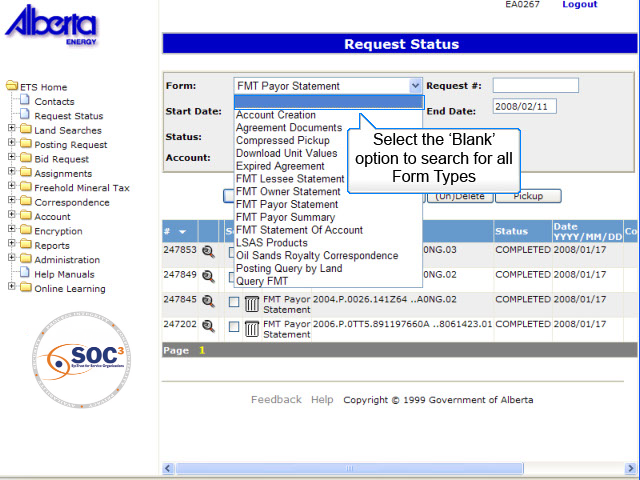 EA0267 Logout
Alberta
ENERGY
Request Status
ETS Home
Contacts
Request Status
Land Searches
Posting Request
Bid Request
Assignments
Freehold Mineral Tax
Correspondence
Account
Encryption
Reports
Administration
Help Manuals
Online Learning
SOC3
SysTrust for Service Organizations
Form: FMT Payor Statement Request #:
Start Date: End Date: 2008/02/11
Status:
Account:
Account Creation
Agreement Documents
Compressed Pickup
Download Unit Values
Expired Agreement
FMT Lessee Statement
FMT Owner Statement
FMT Payor Statement
FMT Payor Summary
FMT Statement Of Account
LSAS Products
Oil Sands Royalty Correspondence
Posting Query by Land
Query FMT
Select the ‘Blank’
option to search for all
Form Types
(Un)Delete Pickup
# Status Date
YYYY/MM/DD
247853 ONG.03 COMPLETED 2008/01/17
247849 ONG.02 COMPLETED 2008/01/17
247845 FMT Payor 2004.P.0026.141Z64 ..A0NG.02 COMPLETED 2008/01/17
Statement
247202 FMT Payor 2006.P.0TT5.891197660A ..8061423.01 COMPLETED 2008/01/17
Statement
Page 1
Feedback Help Copyright © 1999 Government of Alberta